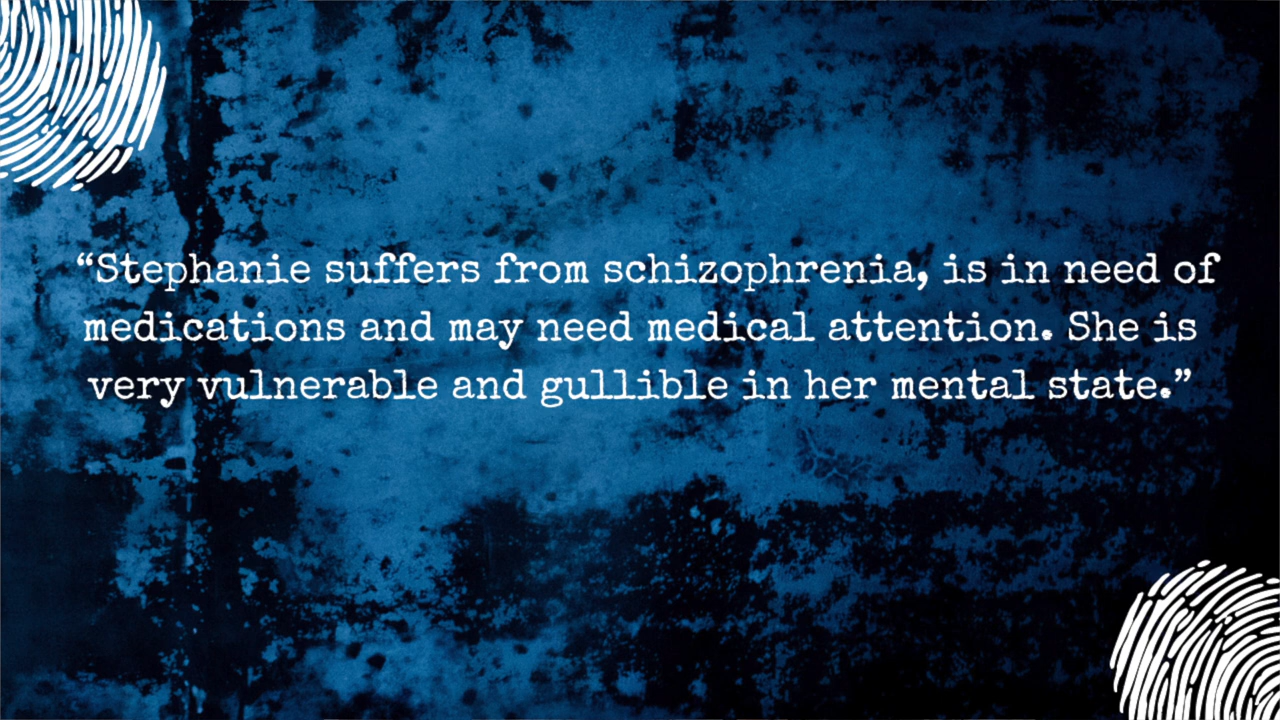 “Stephanie suffers from schizophrenia, is in need of
medications and may need medical attention. She is
very vulnerable and gullible in her mental state.”